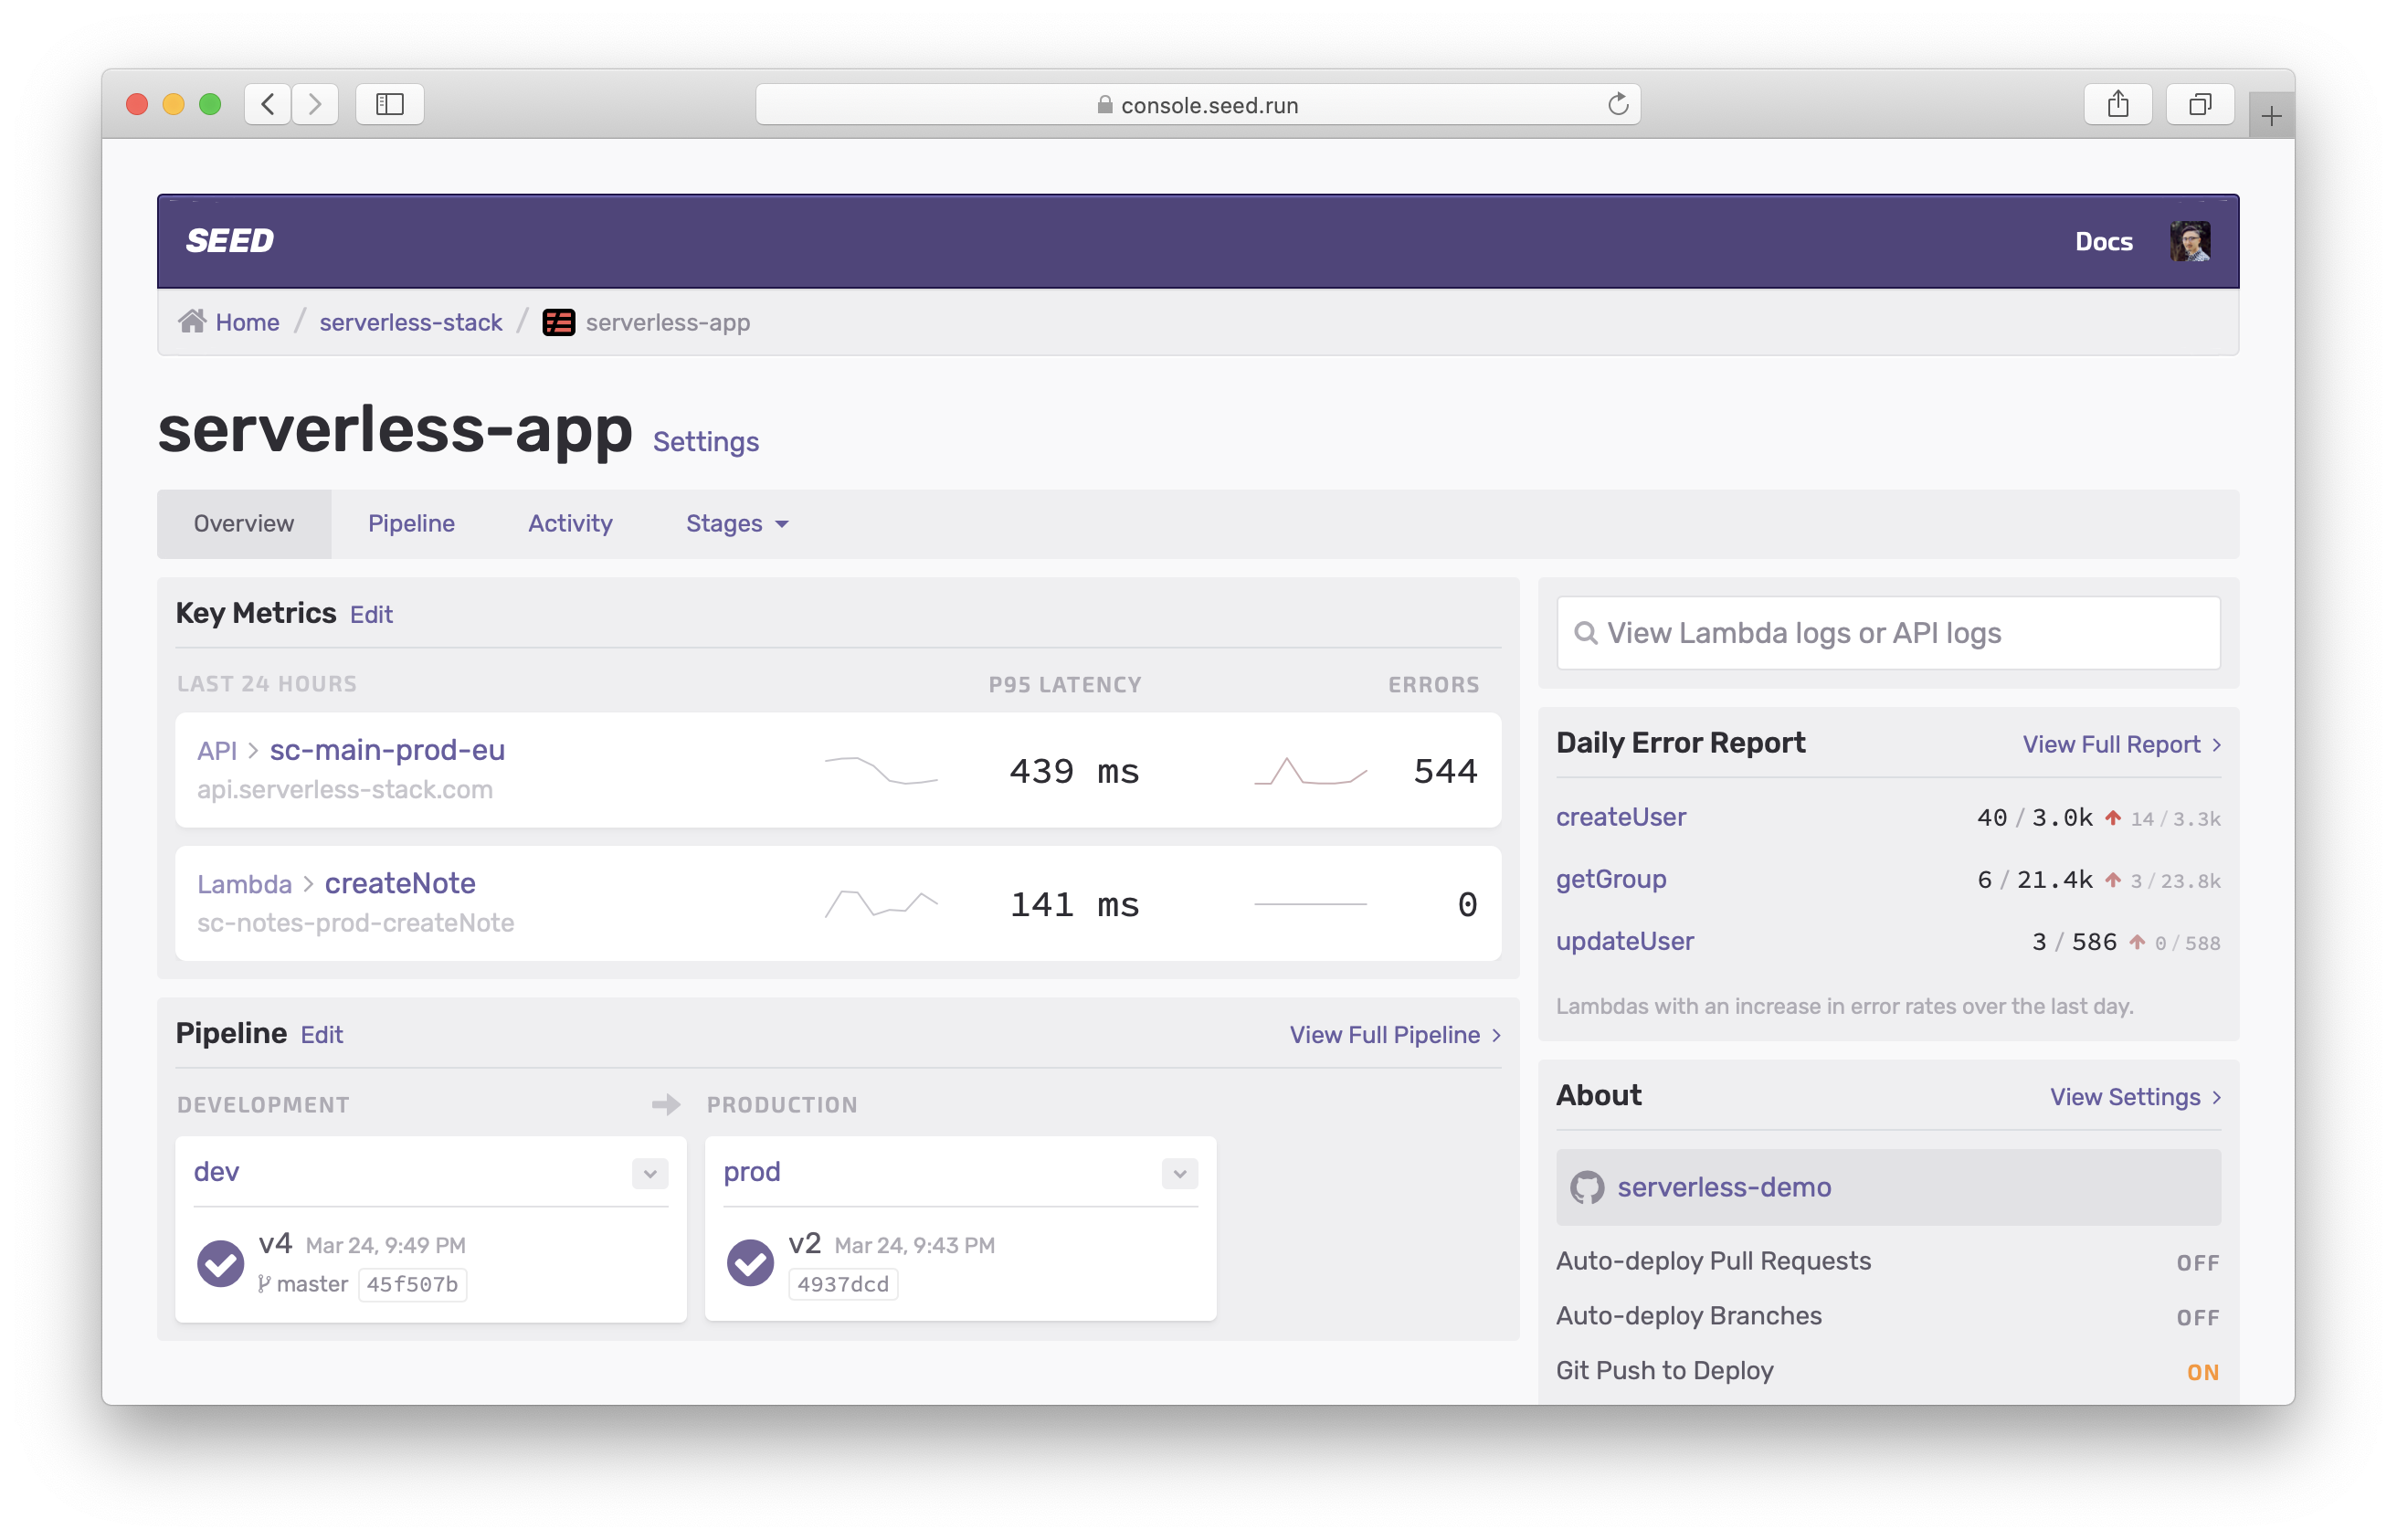 console.seed.run
SEED
Docs
Home / serverless-stack / serverless-app
serverless-app Settings
Overview Pipeline Activity Stages
Key Metrics Edit
LAST 24 HOURS P95 LATENCY ERRORS
API > sc-main-prod-eu
api.serverless-stack.com
439 ms 544
Lambda > createNote
sc-notes-prod-createNote
141 ms 0
Pipeline Edit View Full Pipeline >
DEVELOPMENT PRODUCTION
dev
v4 Mar 24, 9:49 PM
master 45f507b
prod
v2 Mar 24, 9:43 PM
4937dcd
View Lambda logs or API logs
Daily Error Report View Full Report >
createUser 40 / 3.0k 14 / 3.3k
getGroup 6 / 21.4k 3 / 23.8k
updateUser 3 / 586 0 / 588
Lambdas with an increase in error rates over the last day.
About View Settings >
serverless-demo
Auto-deploy Pull Requests OFF
Auto-deploy Branches OFF
Git Push to Deploy ON